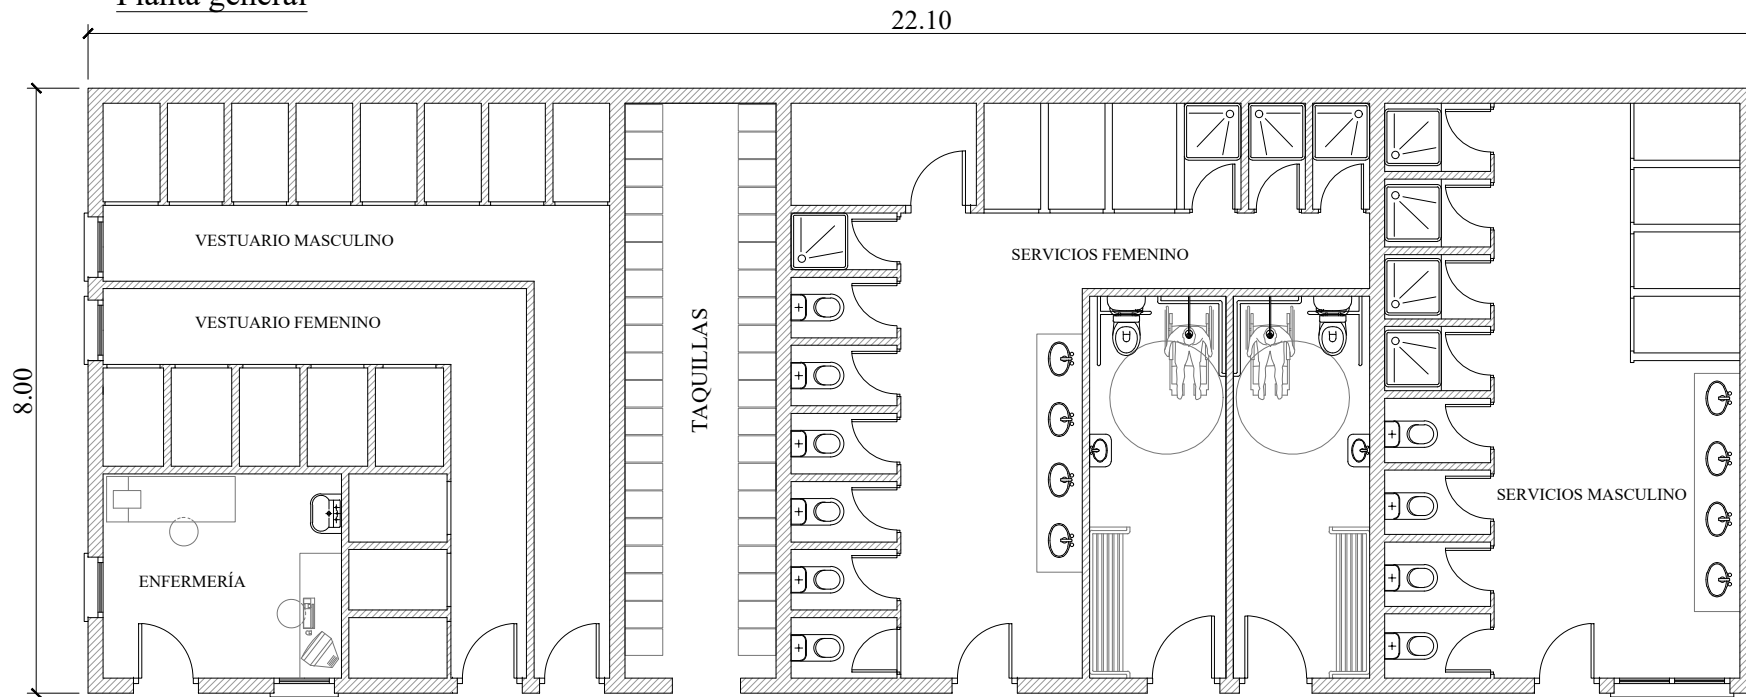 Planta general
22.10
8.00
VESTUARIO MASCULINO
SERVICIOS FEMENINO
VESTUARIO FEMENINO
TAQUILLAS
SERVICIOS MASCULINO
ENFERMERÍA